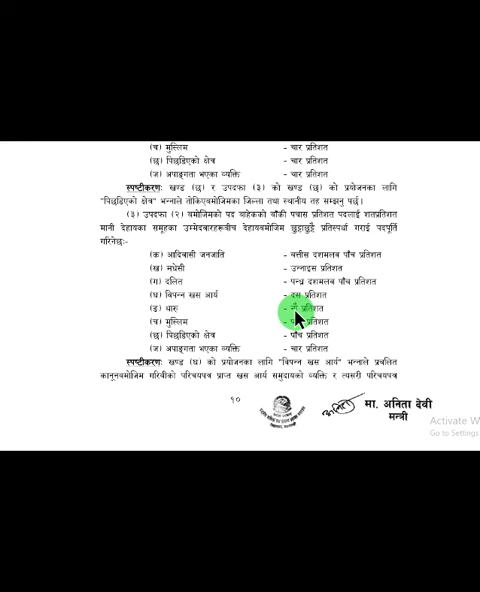 (च) मुस्लिम - चार प्रतिशत
(छ) पिछडिएको क्षेत्र - चार प्रतिशत
(ज) अपाङ्गता भएका व्यक्ति - चार प्रतिशत
स्पष्टीकरण: खण्ड (छ) र उपदफा (३) को खण्ड (छ) को प्रयोजनका लागि
"पिछडिएको क्षेत्र" भन्नाले तोकिएबमोजिमका जिल्ला तथा स्थानीय तह सम्झनु पर्छ।
(३) उपदफा (२) बमोजिमको पद बाहेकको बाँकी पचास प्रतिशत पदलाई शतप्रतिशत
मानी देहायका समूहका उम्मेदवारहरूबीच देहायबमोजिम छुट्टाछुट्टै प्रतिस्पर्धा गराई पदपूर्ति
गरिनेछ:-
(क) आदिवासी जनजाति - बत्तीस दशमलव पाँच प्रतिशत
(ख) मधेसी - उन्नाइस प्रतिशत
(ग) दलित - पन्ध्र दशमलव पाँच प्रतिशत
(घ) विपन्न खस आर्य - दस प्रतिशत
(ङ) थारू - नौ प्रतिशत
(च) मुस्लिम - प्रतिशत
(छ) पिछडिएको क्षेत्र - पाँच प्रतिशत
(ज) अपाङ्गता भएका व्यक्ति - चार प्रतिशत
स्पष्टीकरण: खण्ड (घ) को प्रयोजनका लागि "विपन्न खस आर्य" भन्नाले प्रचलित
कानूनबमोजिम गरिबीको परिचयपत्र प्राप्त खस आर्य समुदायको व्यक्ति र त्यसरी परिचयपत्र
१०
मा. अनिता देवी
मन्त्री
Activate W
Go to Settings